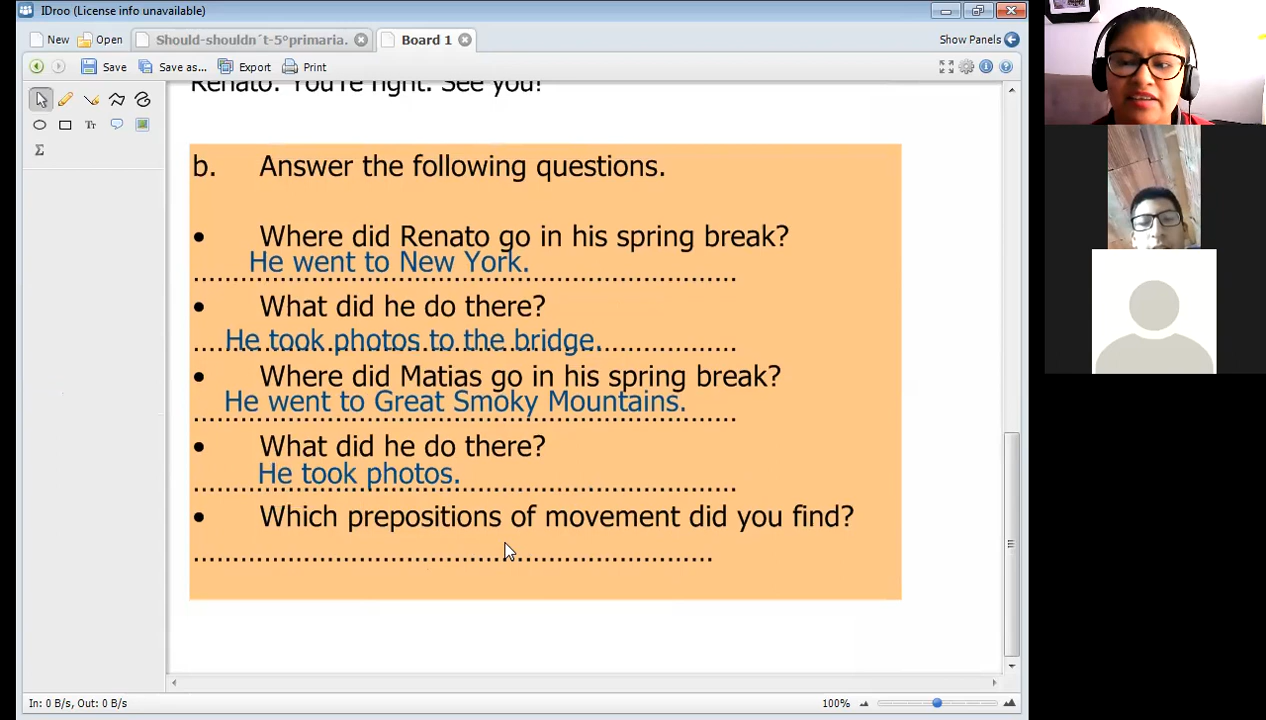 IDroo (License info unavailable)
New Open Should-shouldn´t-5°primaria. Board 1 Show Panels
Save Save as... Export Print
Renato: You're right. See you!
b. Answer the following questions.
• Where did Renato go in his spring break?
He went to New York.
• What did he do there?
He took photos to the bridge.
• Where did Matias go in his spring break?
He went to Great Smoky Mountains.
• What did he do there?
He took photos.
• Which prepositions of movement did you find?
In: 0 B/s, Out: 0 B/s 100%